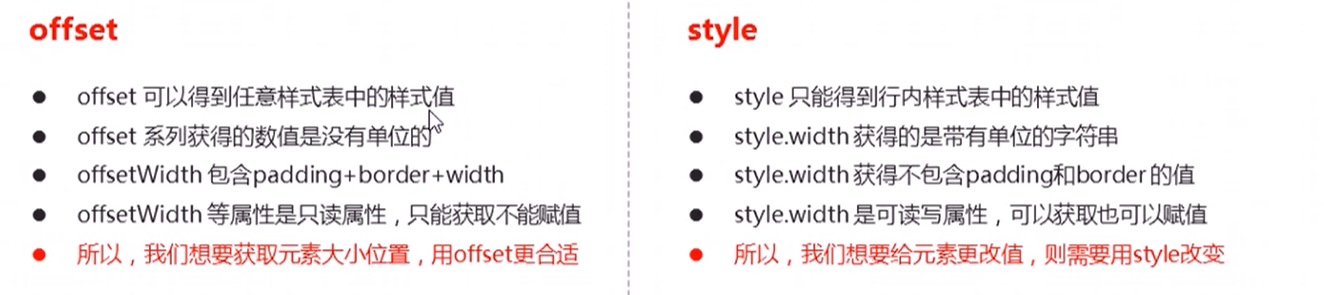 offset
offset 可以得到任意样式表中的样式值
offset 系列获得的数值是没有单位的
offsetWidth 包含padding+border+width
offsetWidth 等属性是只读属性，只能获取不能赋值
所以，我们想要获取元素大小位置，用offset更合适
style
style 只能得到行内样式表中的样式值
style.width 获得的是带有单位的字符串
style.width 获得不包含padding和border 的值
style.width 是可读写属性，可以获取也可以赋值
所以，我们想要给元素更改值，则需要用style改变